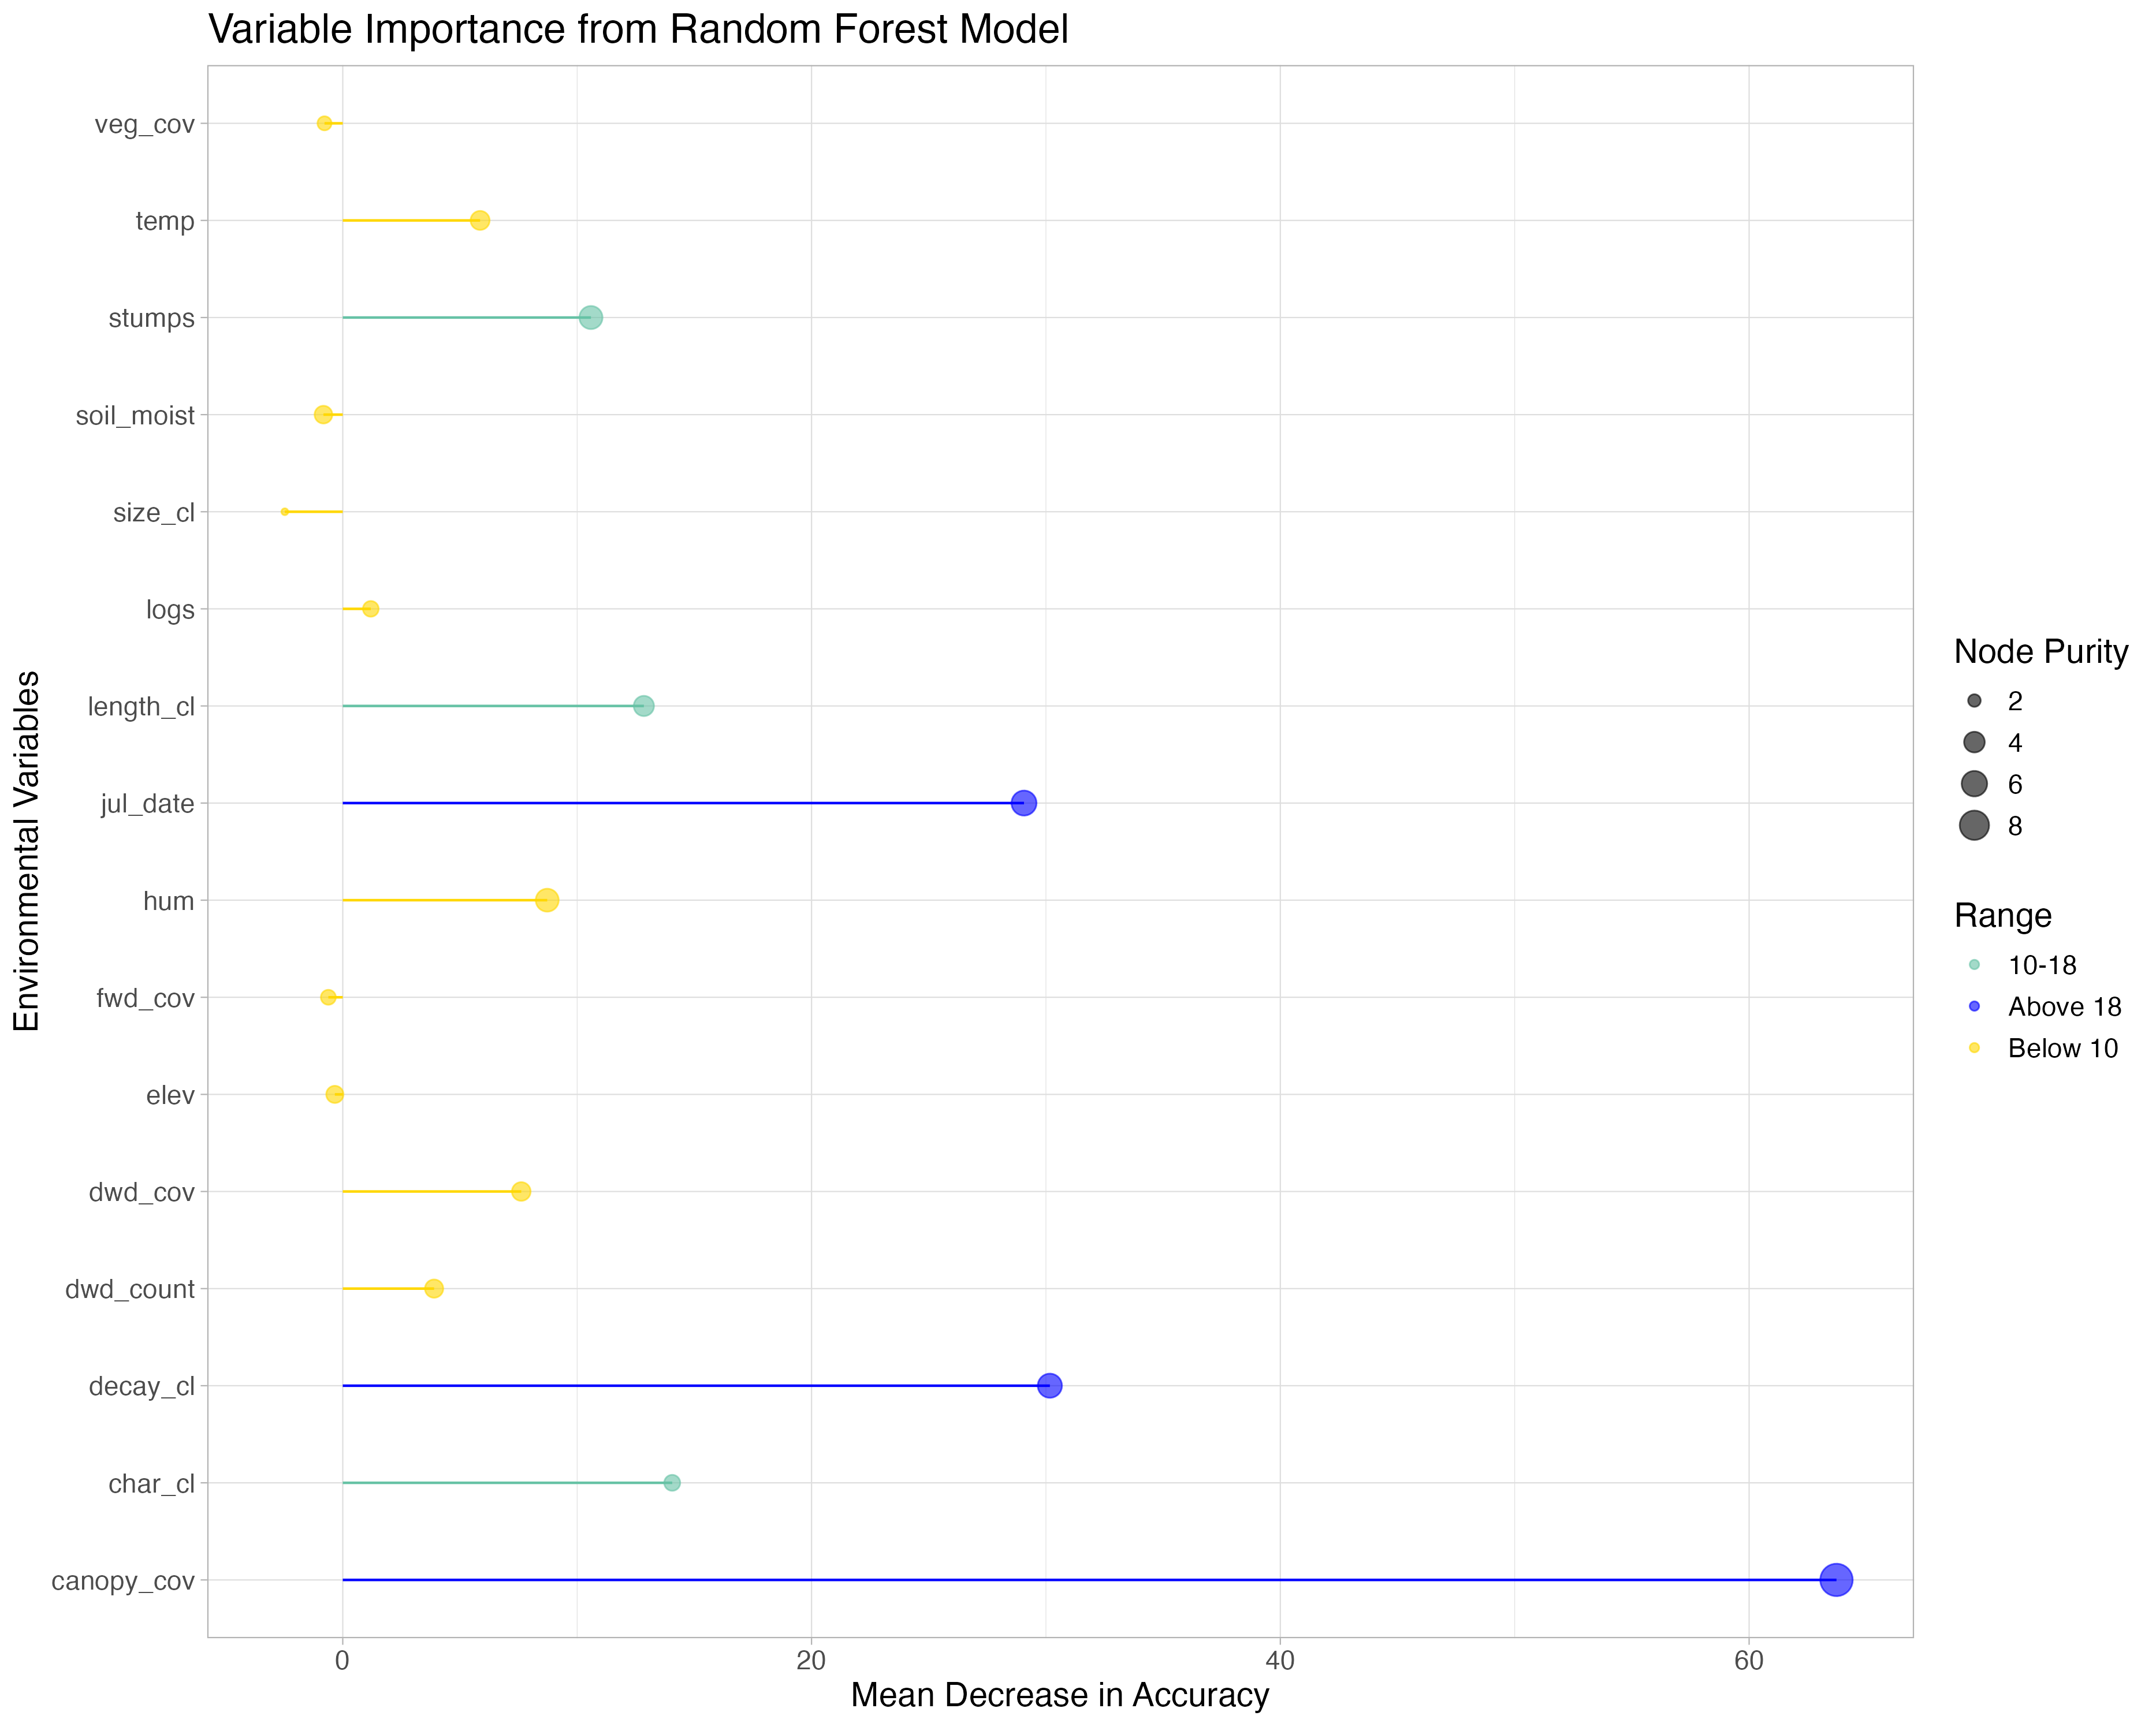 Variable Importance from Random Forest Model
Environmental Variables
veg_cov
temp
stumps
soil_moist
size_cl
logs
length_cl
jul_date
hum
fwd_cov
elev
dwd_cov
dwd_count
decay_cl
char_cl
canopy_cov
0 20 40 60
Mean Decrease in Accuracy
Node Purity
2
4
6
8
Range
10-18
Above 18
Below 10